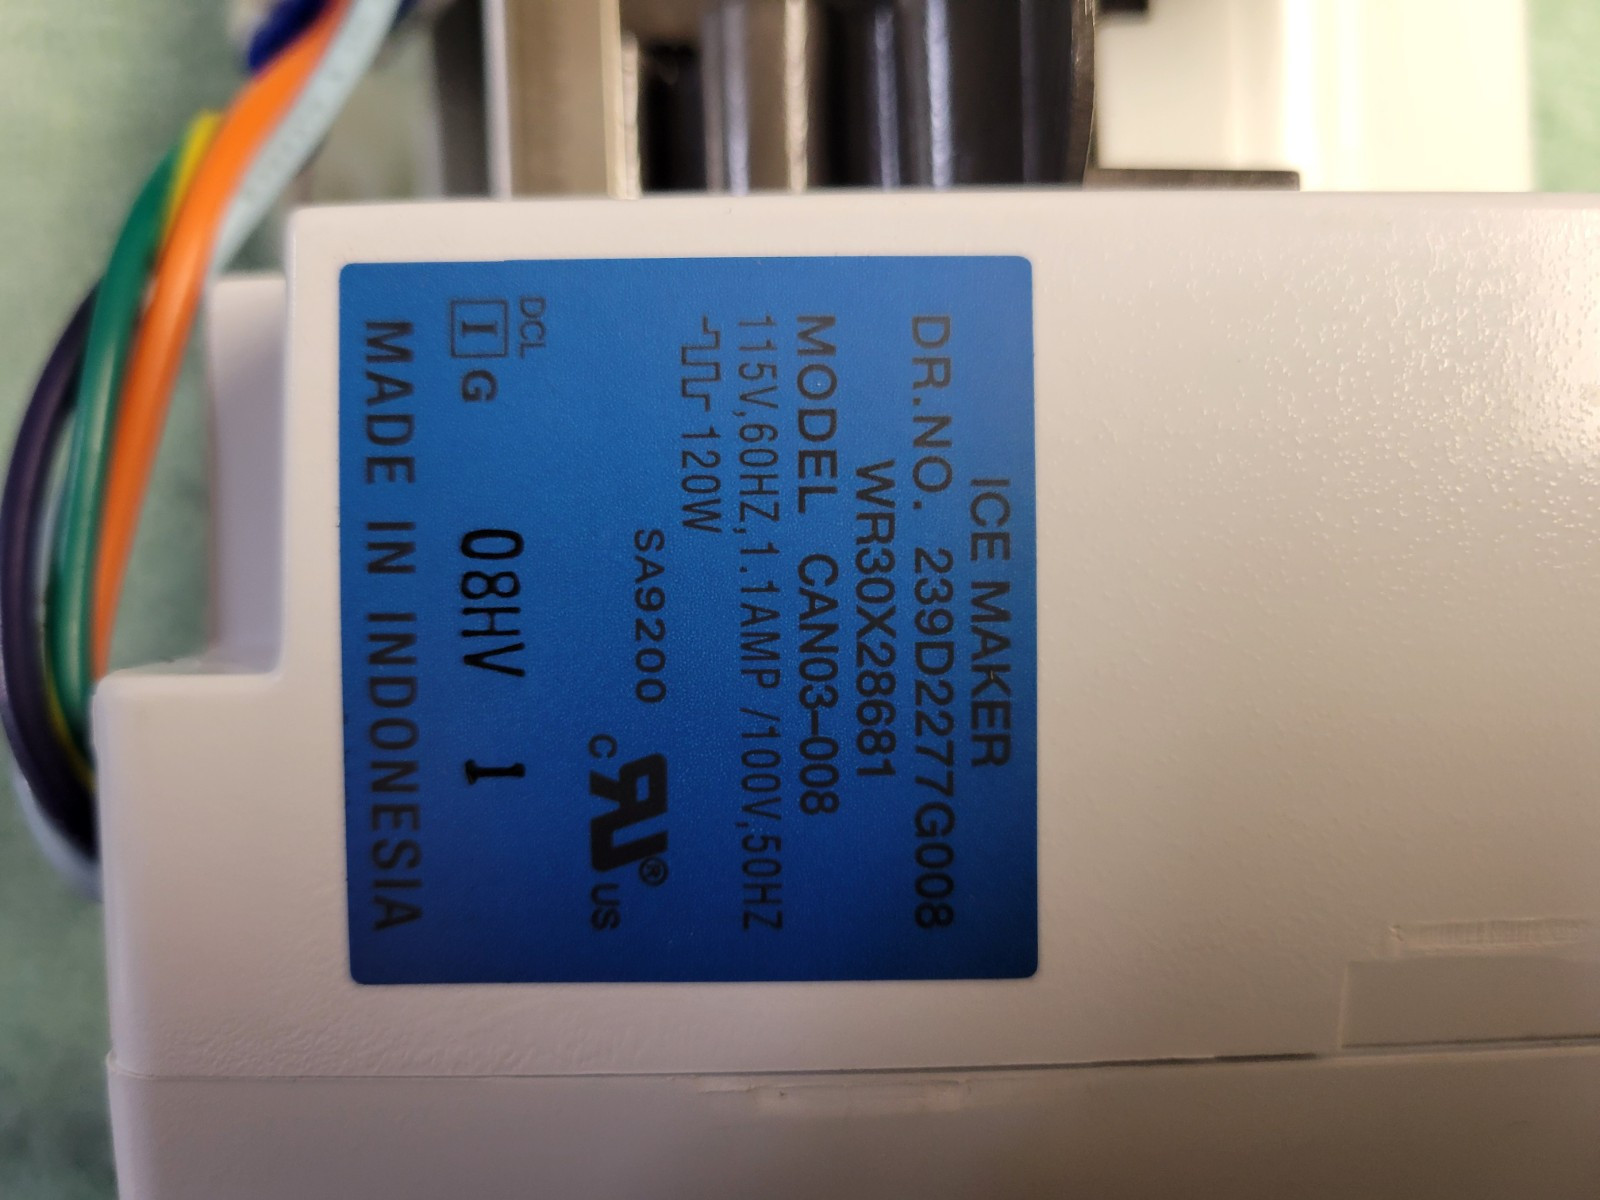 ICE MAKER
DR.NO. 239D2277G008
WR30X28681
MODEL CAN03-008
115V,60HZ,1.1AMP /100V,50HZ
120W
SA9200
C RU® US
DCL
I G
08HV I
MADE IN INDONESIA